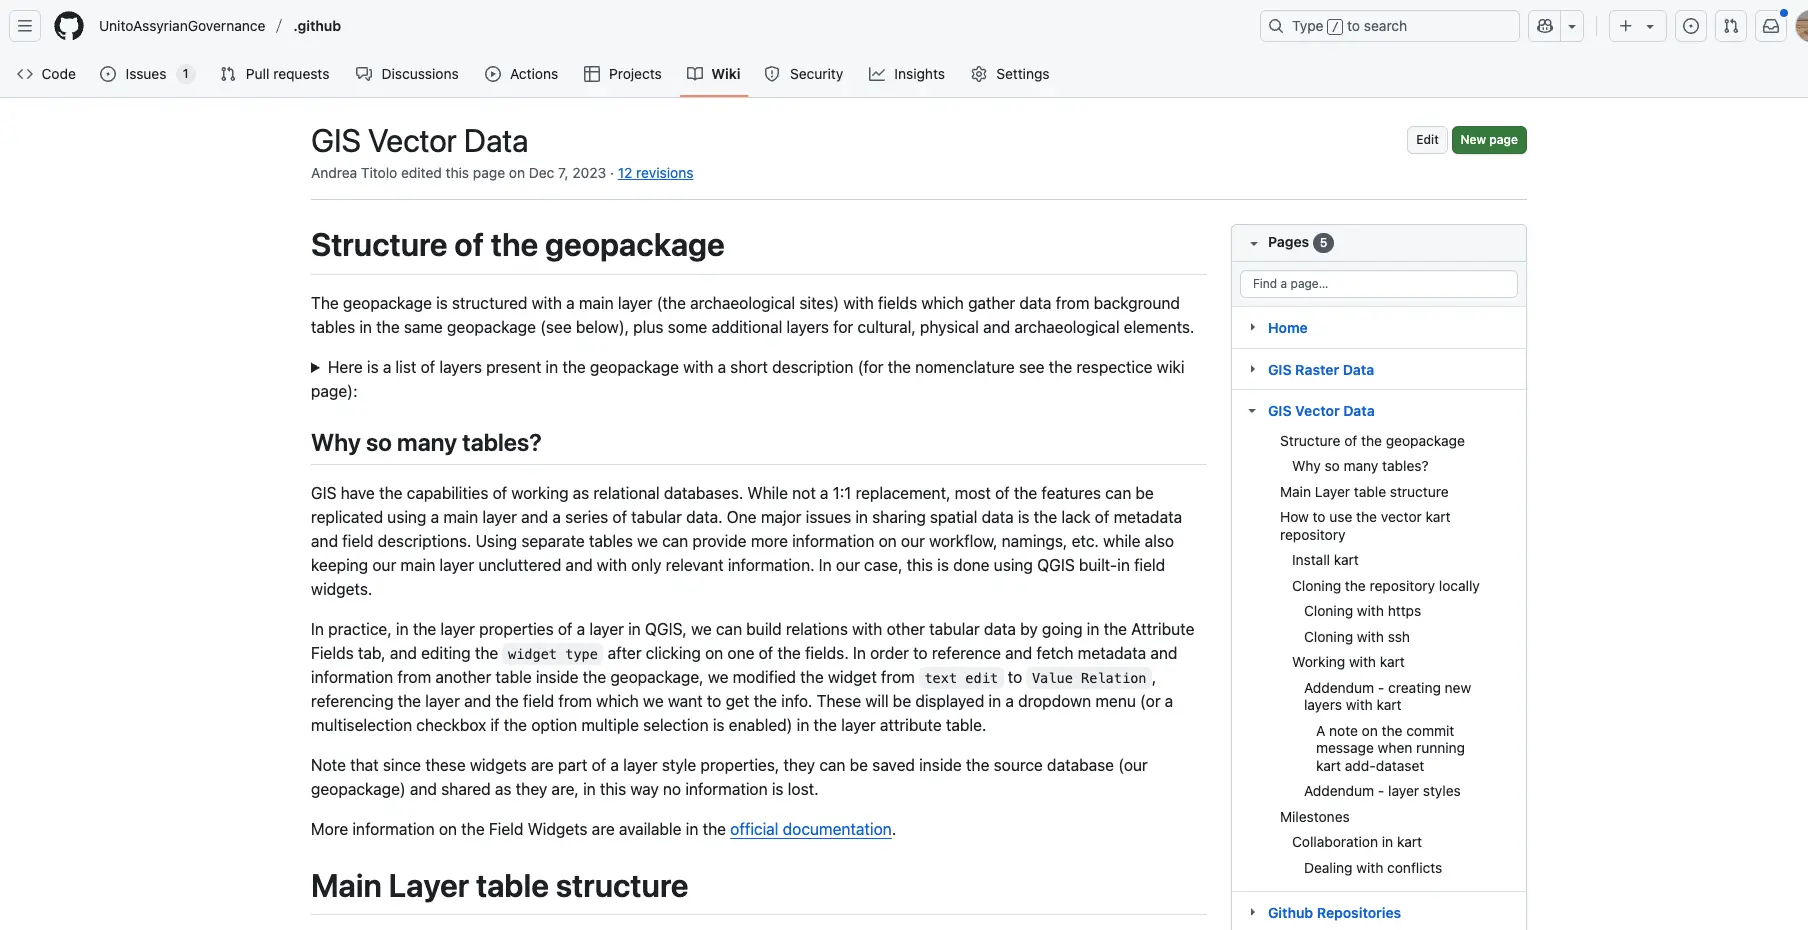 UnitoAssyrianGovernance / .github
Type / to search
Code
Issues 1
Pull requests
Discussions
Actions
Projects
Wiki
Security
Insights
Settings
GIS Vector Data
Edit
New page
Andrea Titolo edited this page on Dec 7, 2023 · 12 revisions
Structure of the geopackage
The geopackage is structured with a main layer (the archaeological sites) with fields which gather data from background
tables in the same geopackage (see below), plus some additional layers for cultural, physical and archaeological elements.
Here is a list of layers present in the geopackage with a short description (for the nomenclature see the respectice wiki
page):
Why so many tables?
GIS have the capabilities of working as relational databases. While not a 1:1 replacement, most of the features can be
replicated using a main layer and a series of tabular data. One major issues in sharing spatial data is the lack of metadata
and field descriptions. Using separate tables we can provide more information on our workflow, namings, etc. while also
keeping our main layer uncluttered and with only relevant information. In our case, this is done using QGIS built-in field
widgets.
In practice, in the layer properties of a layer in QGIS, we can build relations with other tabular data by going in the Attribute
Fields tab, and editing the widget type after clicking on one of the fields. In order to reference and fetch metadata and
information from another table inside the geopackage, we modified the widget from text edit to Value Relation,
referencing the layer and the field from which we want to get the info. These will be displayed in a dropdown menu (or a
multiselection checkbox if the option multiple selection is enabled) in the layer attribute table.
Note that since these widgets are part of a layer style properties, they can be saved inside the source database (our
geopackage) and shared as they are, in this way no information is lost.
More information on the Field Widgets are available in the official documentation.
Main Layer table structure
Pages 5
Find a page...
Home
GIS Raster Data
GIS Vector Data
Structure of the geopackage
Why so many tables?
Main Layer table structure
How to use the vector kart
repository
Install kart
Cloning the repository locally
Cloning with https
Cloning with ssh
Working with kart
Addendum - creating new
layers with kart
A note on the commit
message when running
kart add-dataset
Addendum - layer styles
Milestones
Collaboration in kart
Dealing with conflicts
Github Repositories